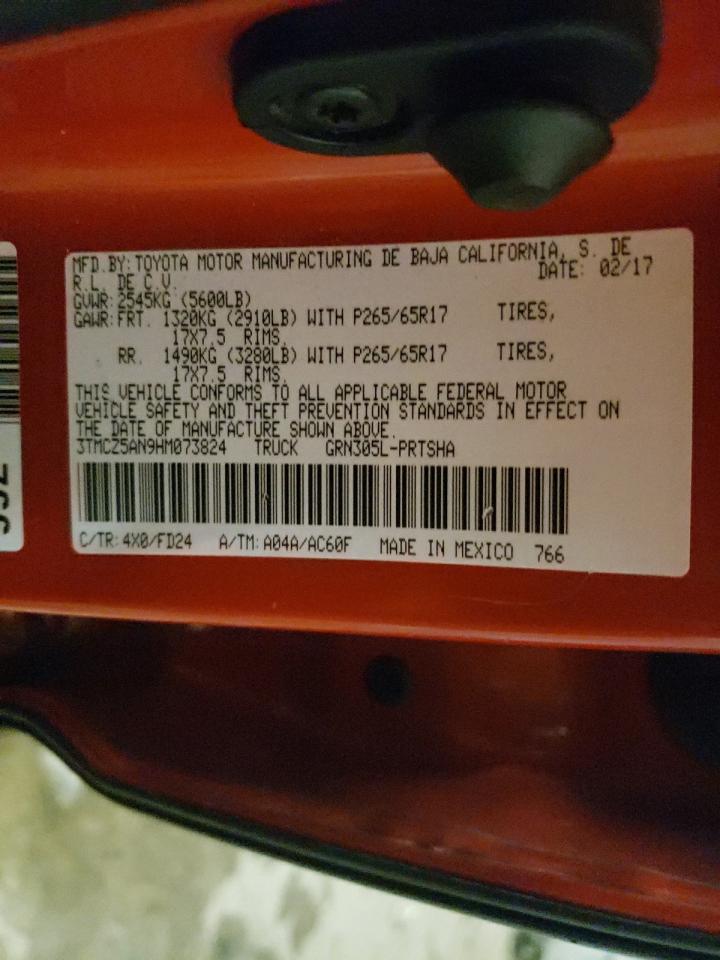 MFD.BY:TOYOTA MOTOR MANUFACTURING DE BAJA CALIFORNIA, S. DE
R.L. DE C.V. DATE: 02/17
GVWR:2545KG (5600LB)
GAWR:FRT. 1320KG (2910LB) WITH P265/65R17 TIRES,
17X7.5 RIMS.
RR. 1490KG (3280LB) WITH P265/65R17 TIRES,
17X7.5 RIMS.
THIS VEHICLE CONFORMS TO ALL APPLICABLE FEDERAL MOTOR
VEHICLE SAFETY AND THEFT PREVENTION STANDARDS IN EFFECT ON
THE DATE OF MANUFACTURE SHOWN ABOVE.
3TMCZ5AN9HM073824 TRUCK GRN305L-PRTSHA
C/TR:4X0/FD24 A/TM:A04A/AC60F MADE IN MEXICO 766